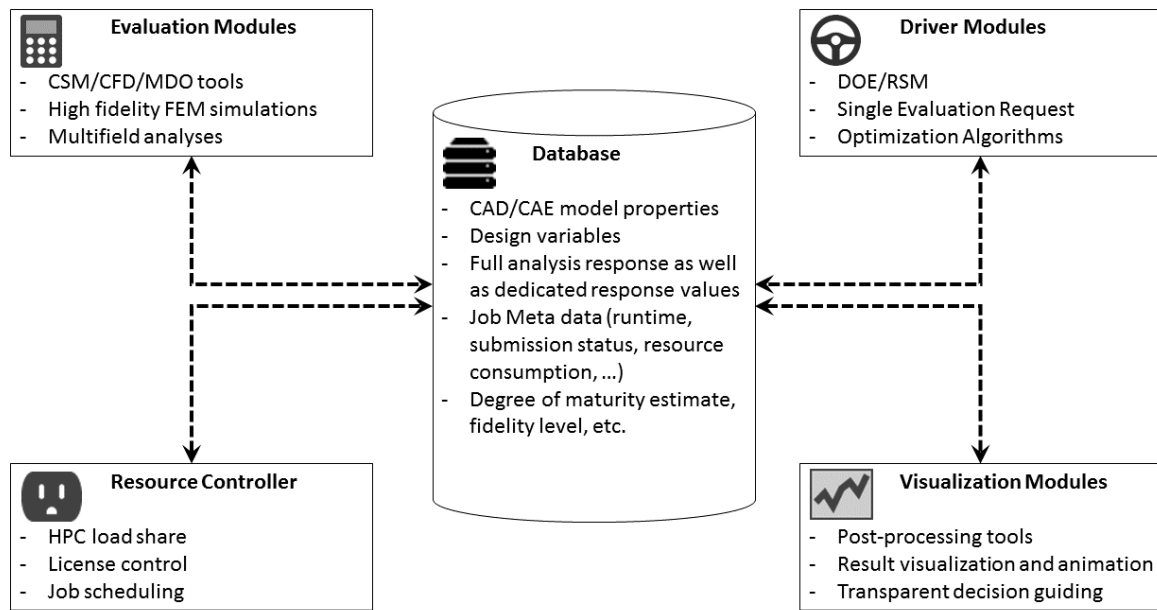 Evaluation Modules
- CSM/CFD/MDO tools
- High fidelity FEM simulations
- Multifield analyses
Driver Modules
- DOE/RSM
- Single Evaluation Request
- Optimization Algorithms
Database
- CAD/CAE model properties
- Design variables
- Full analysis response as well
as dedicated response values
- Job Meta data (runtime,
submission status, resource
consumption, ...)
- Degree of maturity estimate,
fidelity level, etc.
Resource Controller
- HPC load share
- License control
- Job scheduling
Visualization Modules
- Post-processing tools
- Result visualization and animation
- Transparent decision guiding